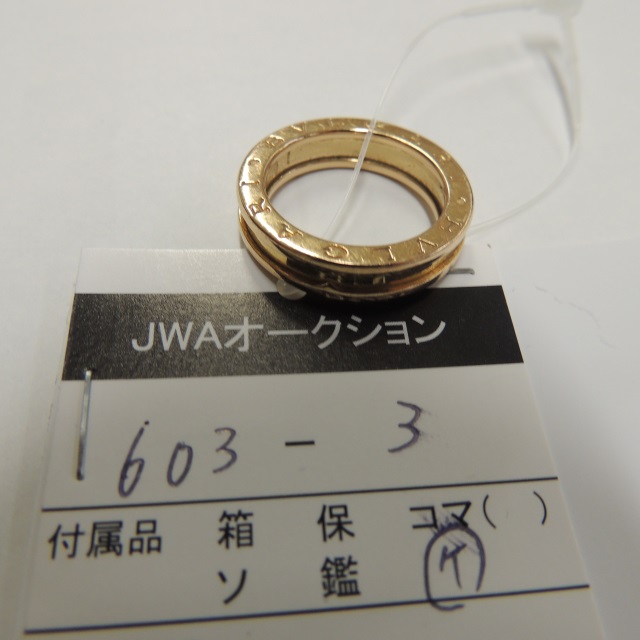 BVLGARI
JWAオークション
603 - 3
付属品 箱 保 コマ( )
ソ 鑑 ケ